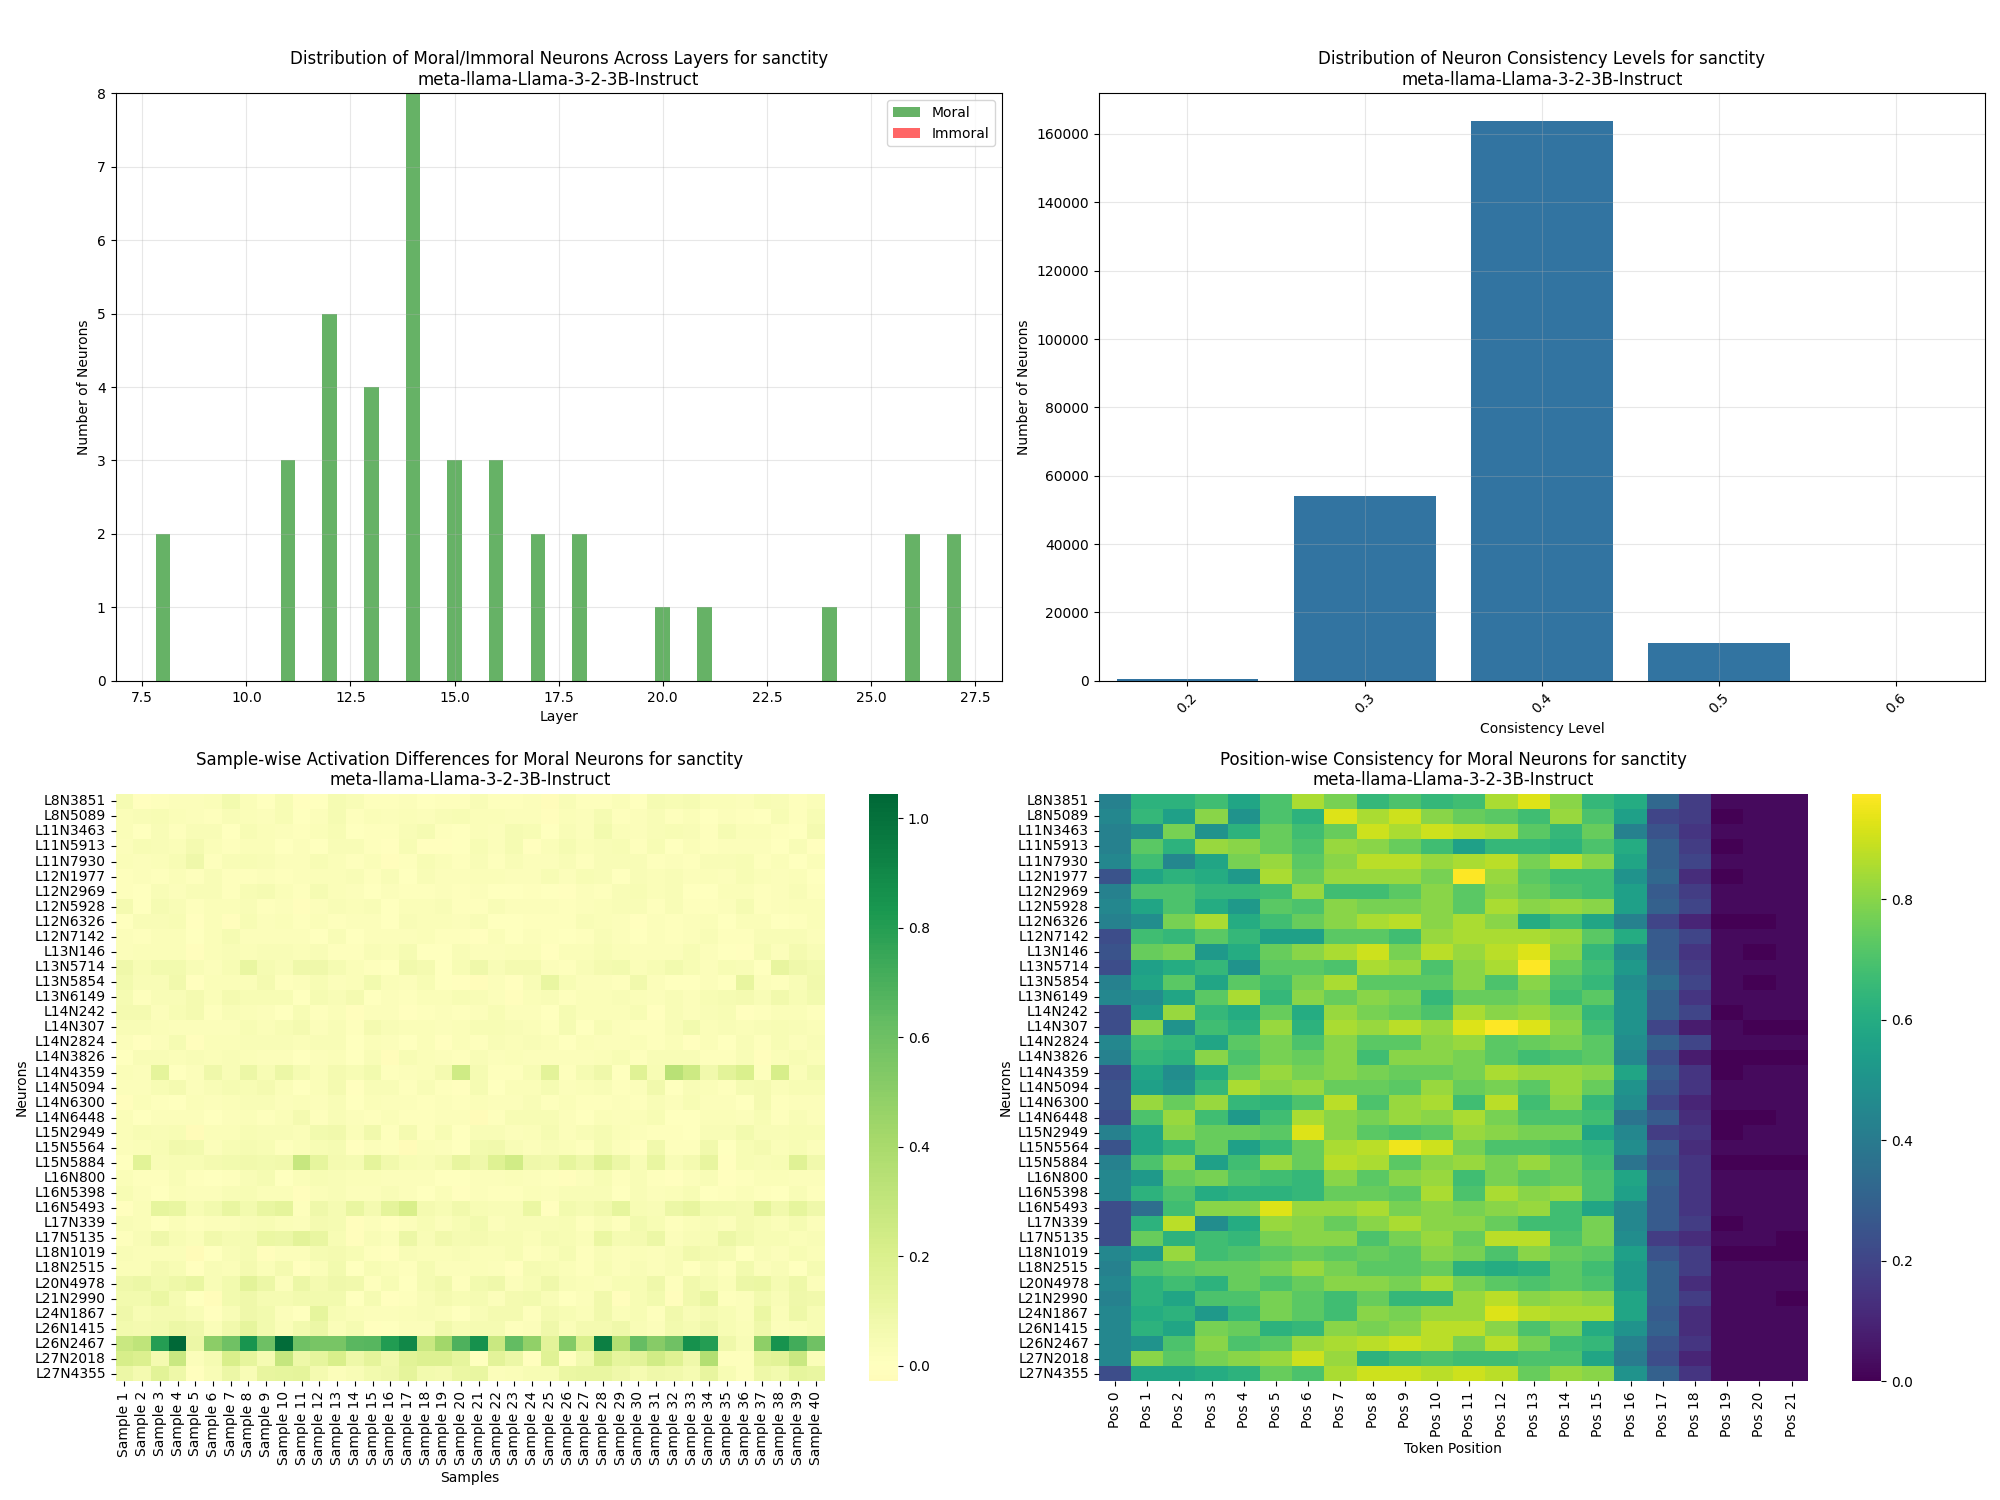 Distribution of Moral/Immoral Neurons Across Layers for sanctity
meta-llama-Llama-3-2-3B-Instruct
Moral
Immoral
Number of Neurons
8
7
6
5
4
3
2
1
0
7.5
10.0
12.5
15.0
17.5
20.0
22.5
25.0
27.5
Layer
Distribution of Neuron Consistency Levels for sanctity
meta-llama-Llama-3-2-3B-Instruct
Number of Neurons
160000
140000
120000
100000
80000
60000
40000
20000
0
0.2
0.3
0.4
0.5
0.6
Consistency Level
Sample-wise Activation Differences for Moral Neurons for sanctity
meta-llama-Llama-3-2-3B-Instruct
Neurons
L8N3851
L8N5089
L11N3463
L11N5913
L11N7930
L12N1977
L12N2969
L12N5928
L12N6326
L12N7142
L13N146
L13N5714
L13N5854
L13N6149
L14N242
L14N307
L14N2824
L14N3826
L14N4359
L14N5094
L14N6300
L14N6448
L15N2949
L15N5564
L15N5884
L16N800
L16N5398
L16N5493
L17N339
L17N5135
L18N1019
L18N2515
L20N4978
L21N2990
L24N1867
L26N1415
L26N2467
L27N2018
L27N4355
Sample 1
Sample 2
Sample 3
Sample 4
Sample 5
Sample 6
Sample 7
Sample 8
Sample 9
Sample 10
Sample 11
Sample 12
Sample 13
Sample 14
Sample 15
Sample 16
Sample 17
Sample 18
Sample 19
Sample 20
Sample 21
Sample 22
Sample 23
Sample 24
Sample 25
Sample 26
Sample 27
Sample 28
Sample 29
Sample 30
Sample 31
Sample 32
Sample 33
Sample 34
Sample 35
Sample 36
Sample 37
Sample 38
Sample 39
Sample 40
Samples
1.0
0.8
0.6
0.4
0.2
0.0
Position-wise Consistency for Moral Neurons for sanctity
meta-llama-Llama-3-2-3B-Instruct
Neurons
L8N3851
L8N5089
L11N3463
L11N5913
L11N7930
L12N1977
L12N2969
L12N5928
L12N6326
L12N7142
L13N146
L13N5714
L13N5854
L13N6149
L14N242
L14N307
L14N2824
L14N3826
L14N4359
L14N5094
L14N6300
L14N6448
L15N2949
L15N5564
L15N5884
L16N800
L16N5398
L16N5493
L17N339
L17N5135
L18N1019
L18N2515
L20N4978
L21N2990
L24N1867
L26N1415
L26N2467
L27N2018
L27N4355
Pos 0
Pos 1
Pos 2
Pos 3
Pos 4
Pos 5
Pos 6
Pos 7
Pos 8
Pos 9
Pos 10
Pos 11
Pos 12
Pos 13
Pos 14
Pos 15
Pos 16
Pos 17
Pos 18
Pos 19
Pos 20
Pos 21
Token Position
0.8
0.6
0.4
0.2
0.0